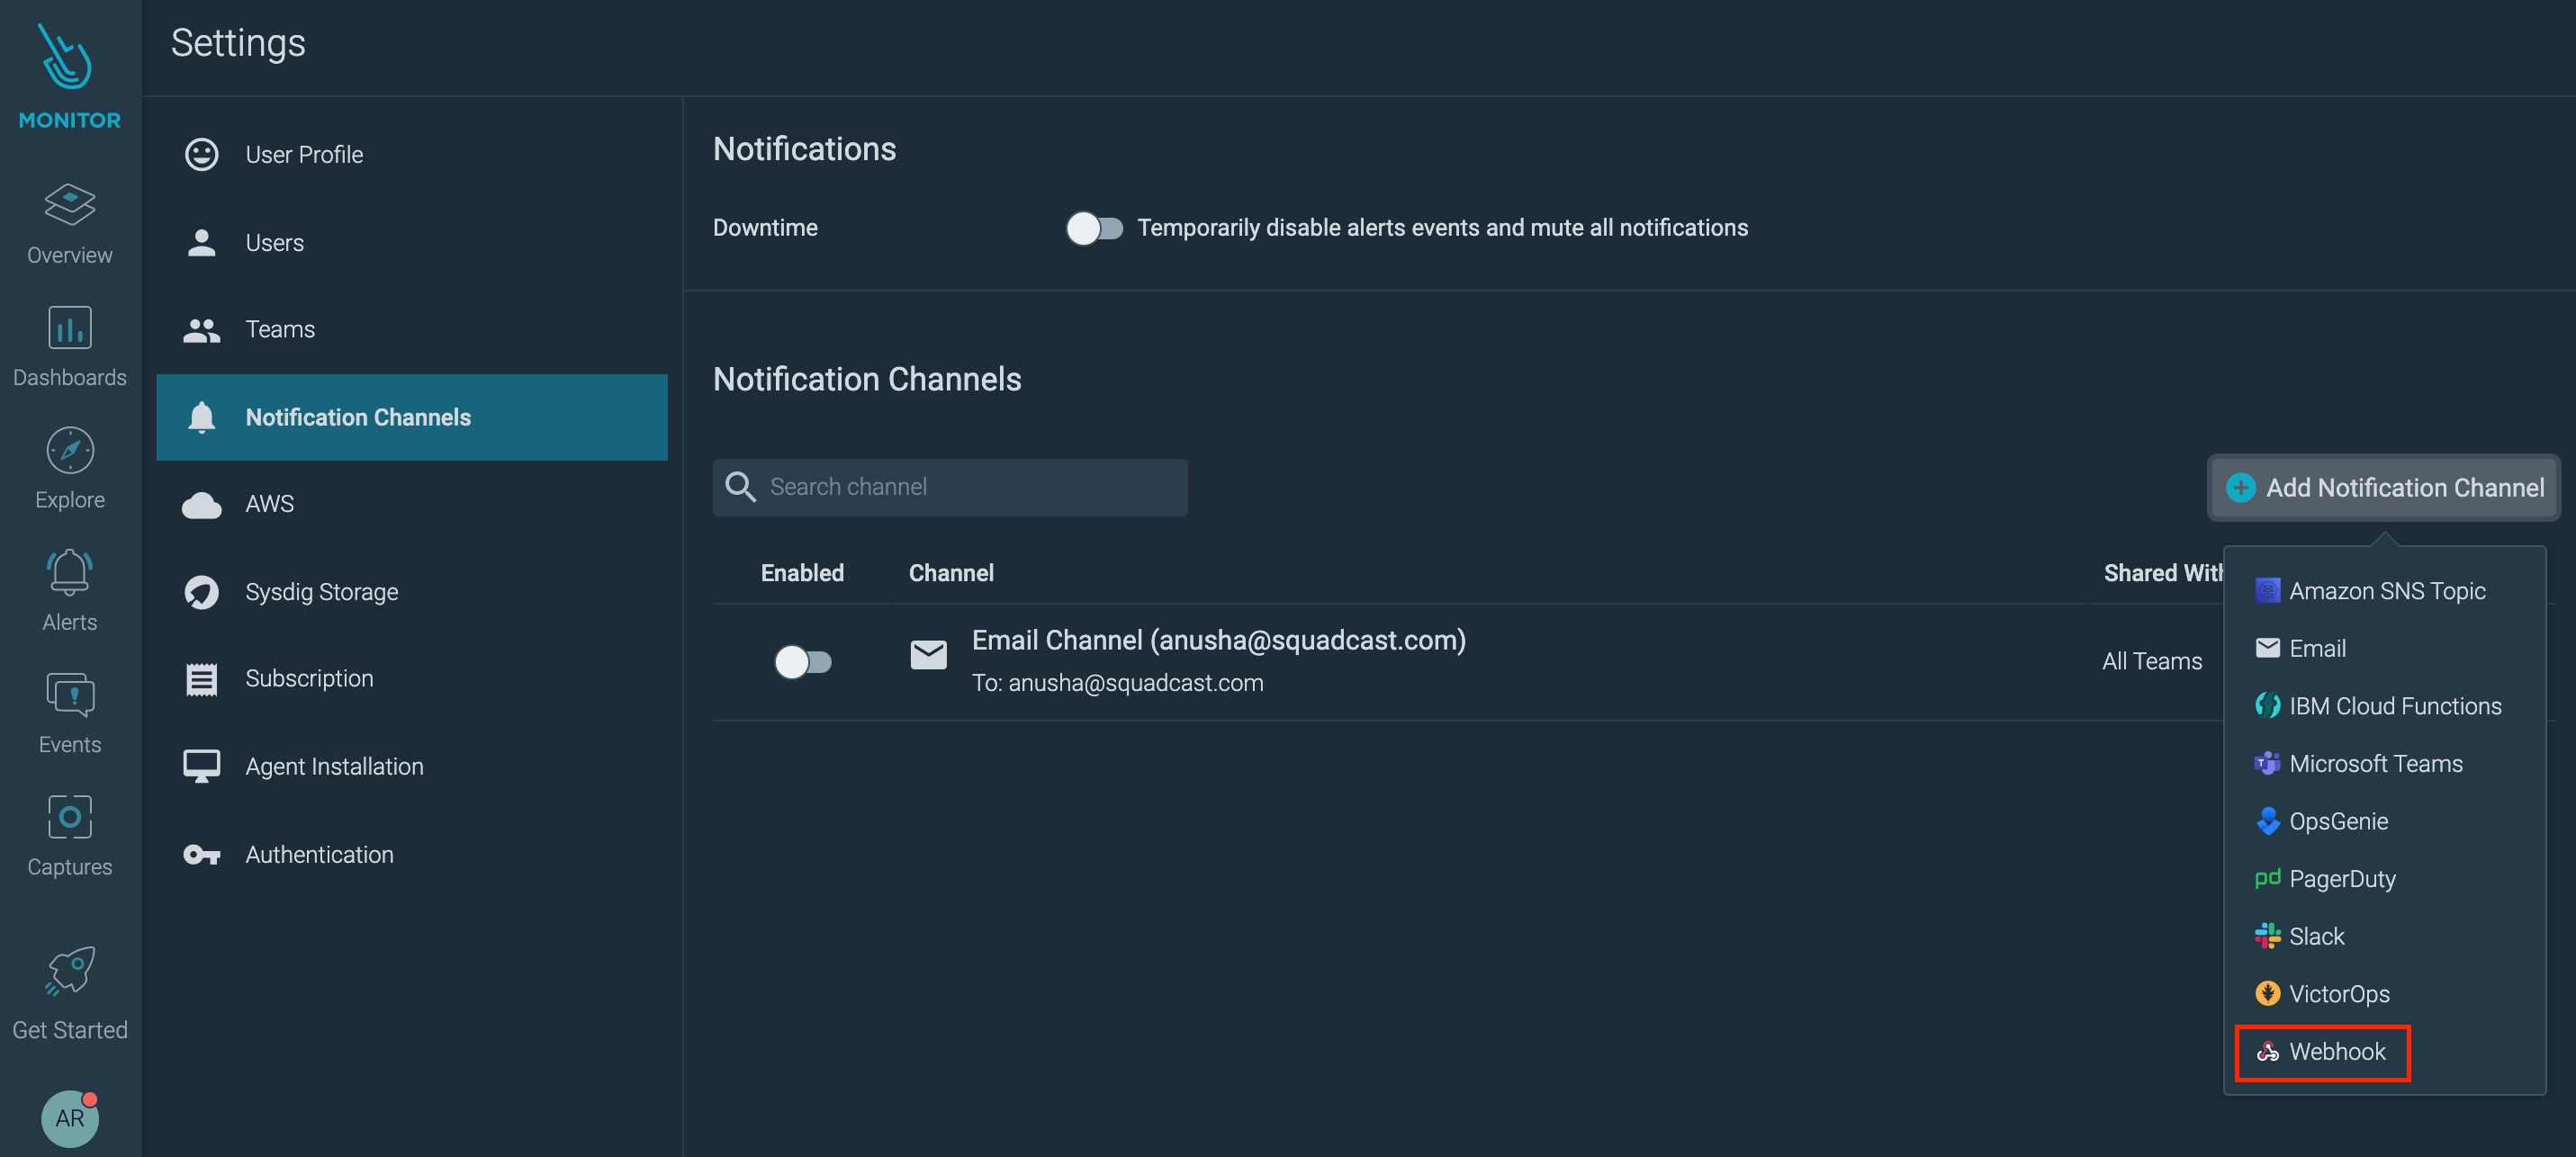 MONITOR
Overview
Dashboards
Explore
Alerts
Events
Captures
Get Started
AR
Settings
User Profile
Users
Teams
Notification Channels
AWS
Sysdig Storage
Subscription
Agent Installation
Authentication
Notifications
Downtime Temporarily disable alerts events and mute all notifications
Notification Channels
Search channel
Add Notification Channel
Enabled Channel Shared With
Email Channel (anusha@squadcast.com)
To: anusha@squadcast.com
All Teams
Amazon SNS Topic
Email
IBM Cloud Functions
Microsoft Teams
OpsGenie
pd PagerDuty
Slack
VictorOps
Webhook